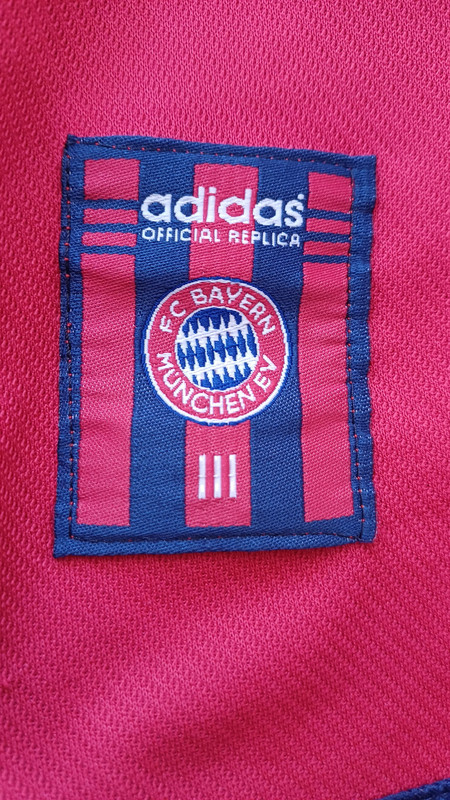 adidas
OFFICIAL REPLICA
FC BAYERN
MÜNCHEN EV